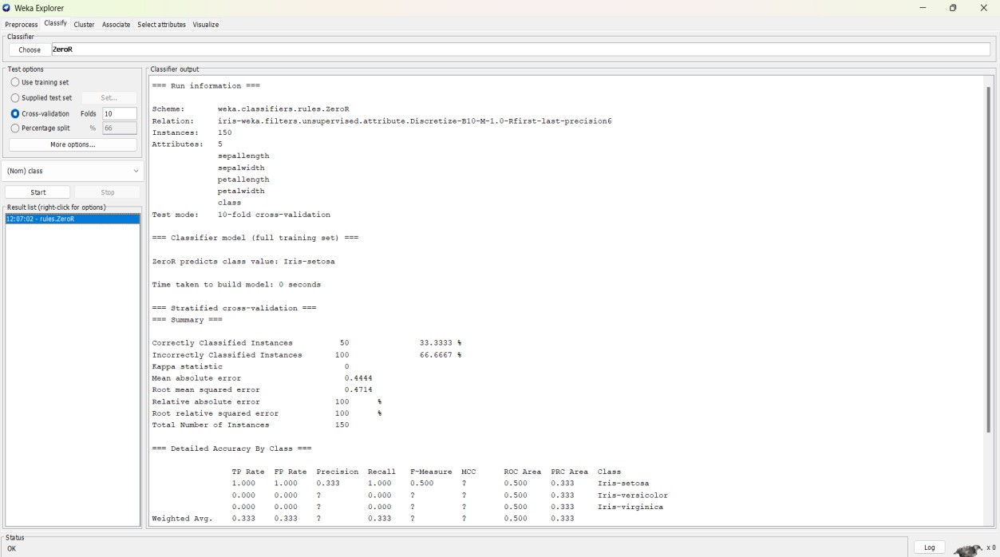 Weka Explorer
Preprocess Classify Cluster Associate Select attributes Visualize
Classifier
Choose ZeroR
Test options
Use training set
Supplied test set Set...
Cross-validation Folds 10
Percentage split % 66
More options...
(Nom) class
Start Stop
Result list (right-click for options)
12:07:02 - rules.ZeroR
Classifier output
=== Run information ===
Scheme: weka.classifiers.rules.ZeroR
Relation: iris-weka.filters.unsupervised.attribute.Discretize-B10-M-1.0-Rfirst-last-precision6
Instances: 150
Attributes: 5
sepallength
sepalwidth
petallength
petalwidth
class
Test mode: 10-fold cross-validation
=== Classifier model (full training set) ===
ZeroR predicts class value: Iris-setosa
Time taken to build model: 0 seconds
=== Stratified cross-validation ===
=== Summary ===
Correctly Classified Instances 50 33.3333 %
Incorrectly Classified Instances 100 66.6667 %
Kappa statistic 0
Mean absolute error 0.4444
Root mean squared error 0.4714
Relative absolute error 100 %
Root relative squared error 100 %
Total Number of Instances 150
=== Detailed Accuracy By Class ===
TP Rate FP Rate Precision Recall F-Measure MCC ROC Area PRC Area Class
1.000 1.000 0.333 1.000 0.500 ? 0.500 0.333 Iris-setosa
0.000 0.000 ? 0.000 ? ? 0.500 0.333 Iris-versicolor
0.000 0.000 ? 0.000 ? ? 0.500 0.333 Iris-virginica
Weighted Avg. 0.333 0.333 ? 0.333 ? ? 0.500 0.333
Status
OK
Log x 0